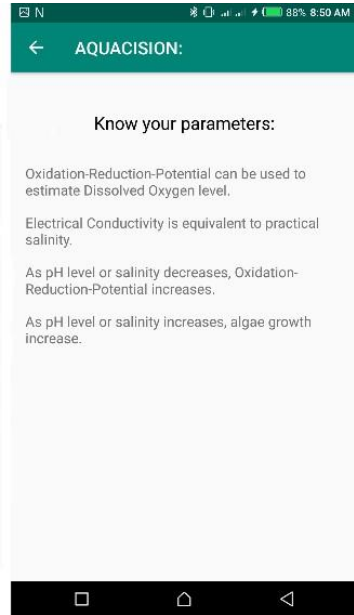 N 88% 8:50 AM
AQUACISION:
Know your parameters:
Oxidation-Reduction-Potential can be used to
estimate Dissolved Oxygen level.
Electrical Conductivity is equivalent to practical
salinity.
As pH level or salinity decreases, Oxidation-
Reduction-Potential increases.
As pH level or salinity increases, algae growth
increase.